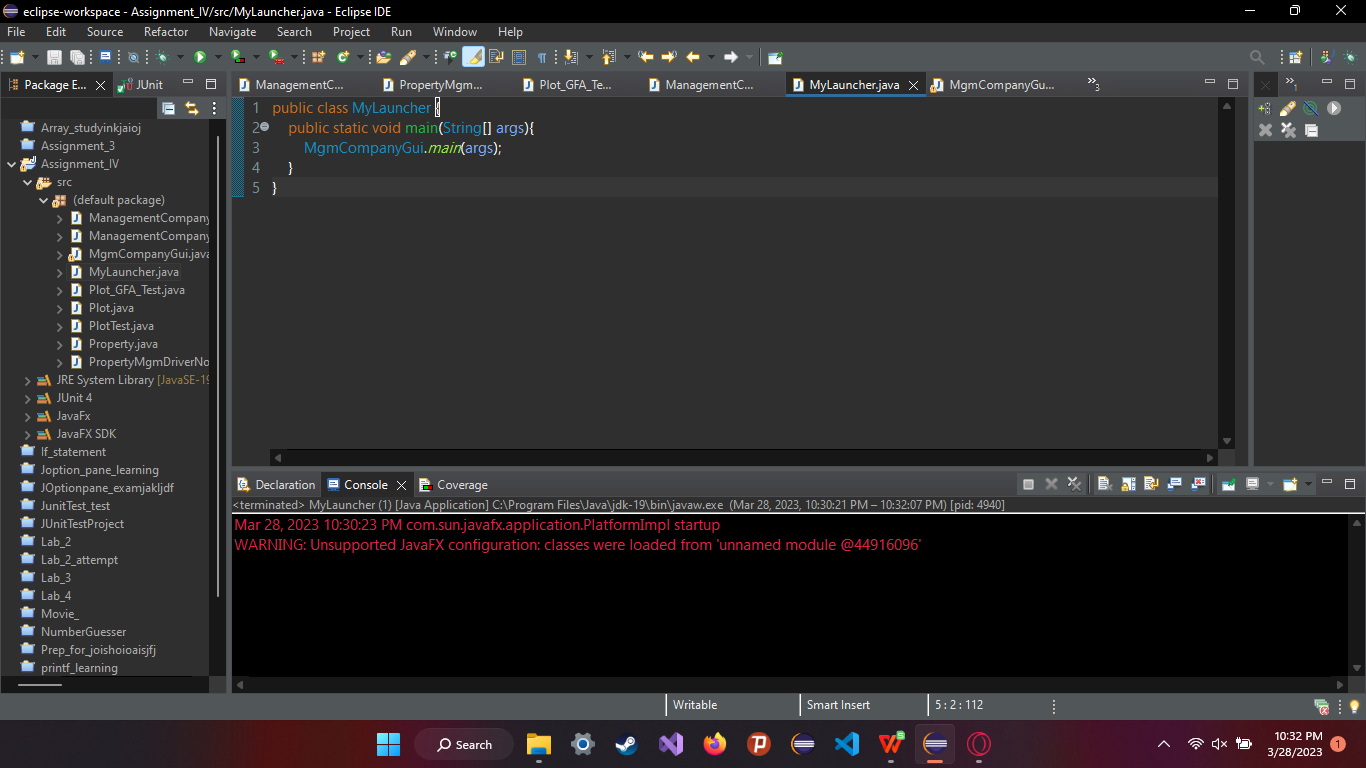 eclipse-workspace - Assignment_IV/src/MyLauncher.java - Eclipse IDE
File Edit Source Refactor Navigate Search Project Run Window Help
Package E... JUnit
ManagementC... PropertyMgm... Plot_GFA_Te... ManagementC... MyLauncher.java MgmCompanyGu... »3 »1
Array_studyinkjaioj
Assignment_3
Assignment_IV
src
(default package)
ManagementCompany
ManagementCompany
MgmCompanyGui.java
MyLauncher.java
Plot_GFA_Test.java
Plot.java
PlotTest.java
Property.java
PropertyMgmDriverNo
JRE System Library [JavaSE-19
JUnit 4
JavaFx
JavaFX SDK
If_statement
Joption_pane_learning
JOptionpane_examjakljdf
JunitTest_test
JUnitTestProject
Lab_2
Lab_2_attempt
Lab_3
Lab_4
Movie_
NumberGuesser
Prep_for_joishoioaisjfj
printf_learning
1 public class MyLauncher {
2 public static void main(String[] args){
3 MgmCompanyGui.main(args);
4 }
5 }
Declaration Console Coverage
<terminated> MyLauncher (1) [Java Application] C:\Program Files\Java\jdk-19\bin\javaw.exe (Mar 28, 2023, 10:30:21 PM – 10:32:07 PM) [pid: 4940]
Mar 28, 2023 10:30:23 PM com.sun.javafx.application.PlatformImpl startup
WARNING: Unsupported JavaFX configuration: classes were loaded from 'unnamed module @44916096'
Writable Smart Insert 5 : 2 : 112
Search
10:32 PM
3/28/2023
1